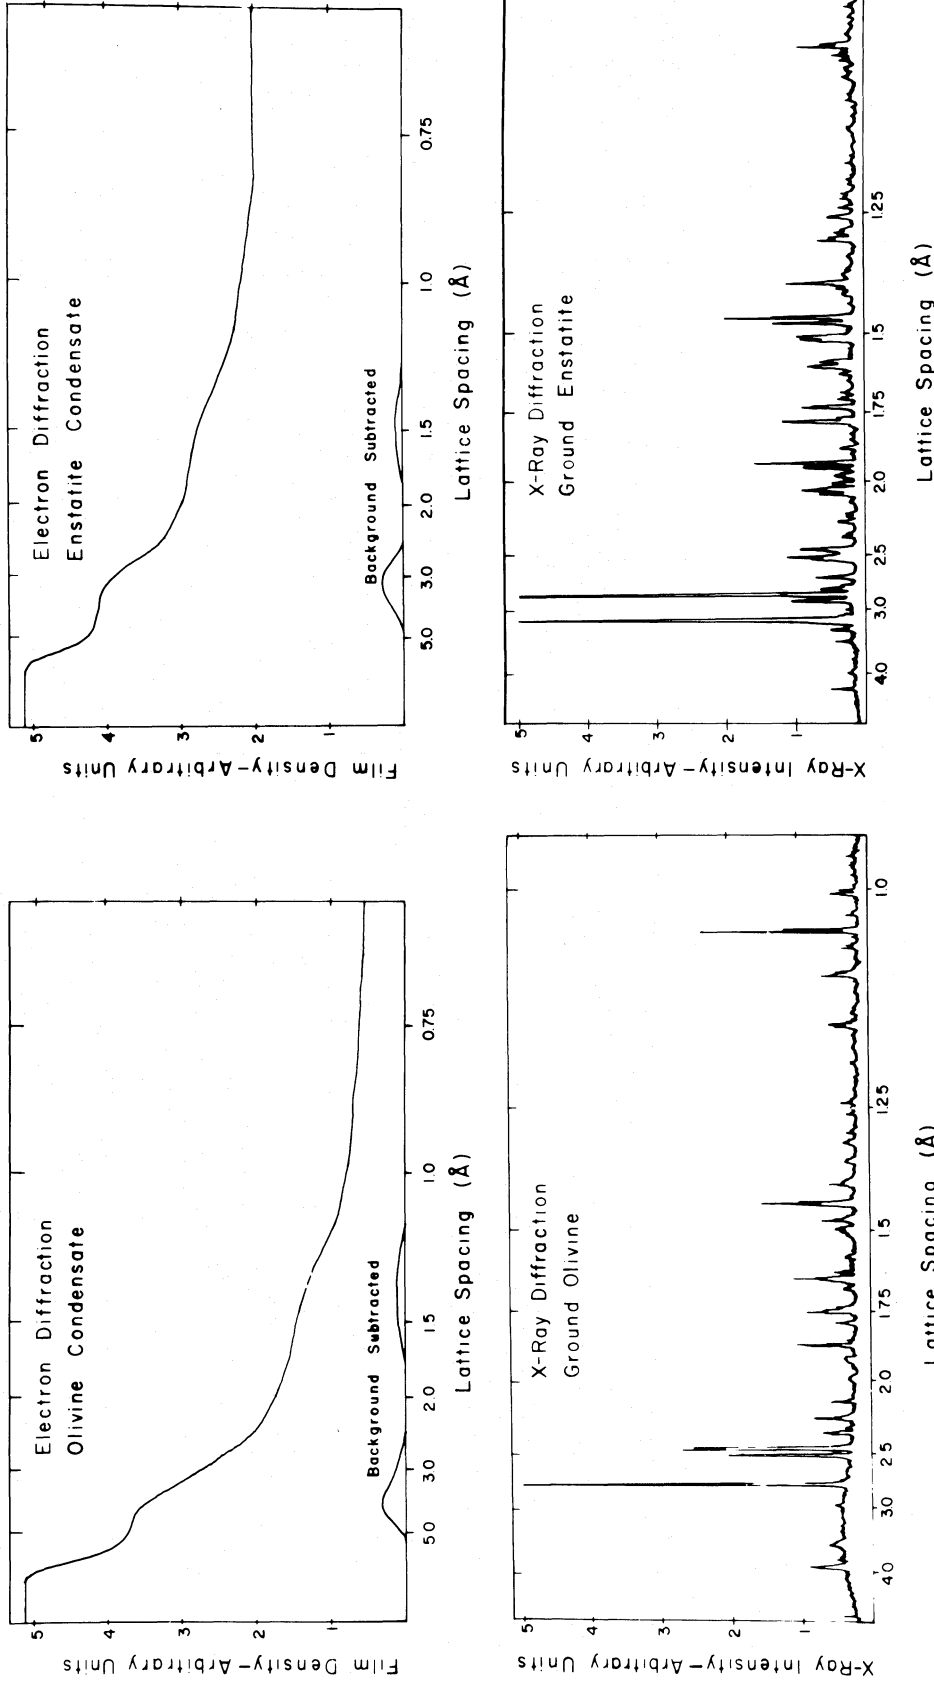 Electron Diffraction
Olivine Condensate
Background Subtracted
Film Density-Arbitrary Units
5
3
2
1
5.0
3.0
2.0
1.5
1.0
0.75
Lattice Spacing (Å)
Electron Diffraction
Enstatite Condensate
Background Subtracted
Film Density-Arbitrary Units
5
3
2
1
5.0
3.0
2.0
1.5
1.0
0.75
Lattice Spacing (Å)
X-Ray Diffraction
Ground Olivine
X-Ray Intensity-Arbitrary Units
5
4
3
2
1
4.0
3.0
2.5
2.0
1.75
1.5
1.25
1.0
Lattice Spacing (Å)
X-Ray Diffraction
Ground Enstatite
X-Ray Intensity-Arbitrary Units
5
4
3
2
1
4.0
3.0
2.5
2.0
1.75
1.5
1.25
Lattice Spacing (Å)